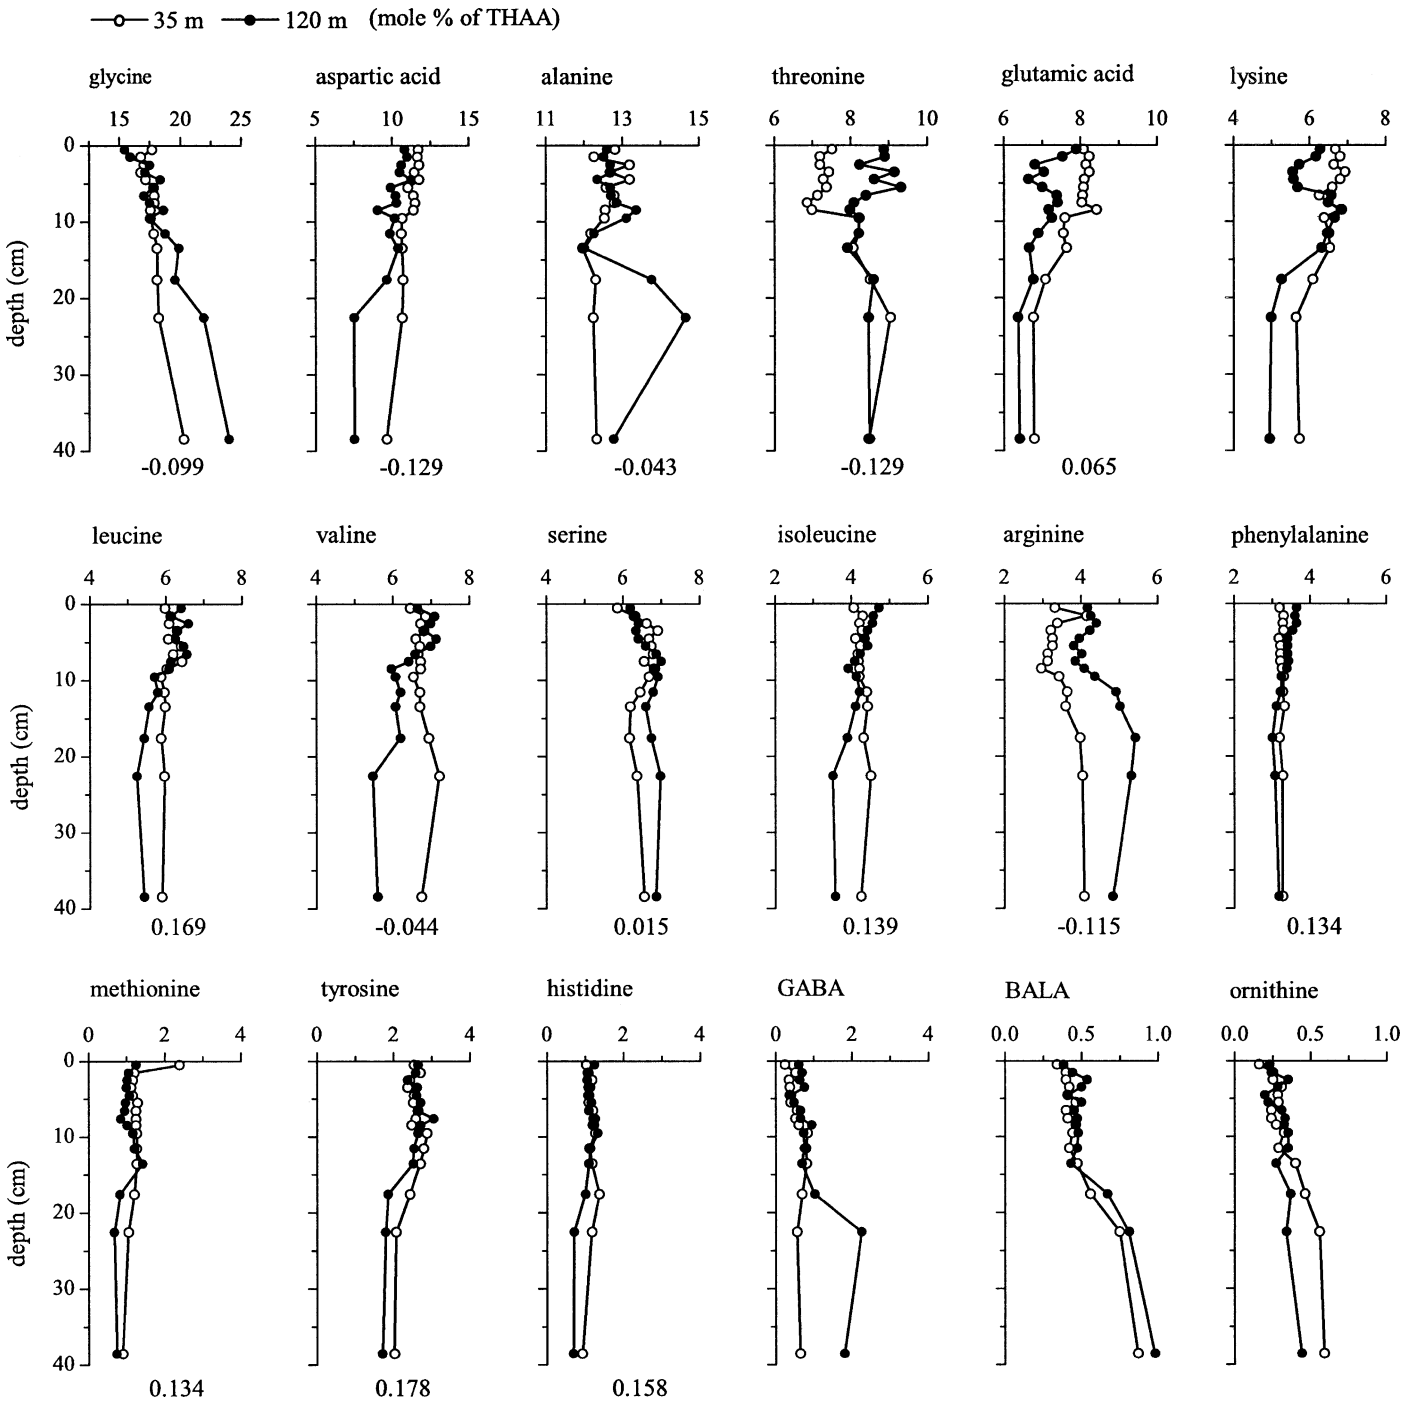 35 m 120 m (mole % of THAA)
glycine aspartic acid alanine threonine glutamic acid lysine
15 20 25 5 10 15 11 13 15 6 8 10 6 8 10 4 6 8
0
10
20
30
40
depth (cm)
-0.099 -0.129 -0.043 -0.129 0.065
leucine valine serine isoleucine arginine phenylalanine
4 6 8 4 6 8 4 6 8 2 4 6 2 4 6 2 4 6
0
10
20
30
40
depth (cm)
0.169 -0.044 0.015 0.139 -0.115 0.134
methionine tyrosine histidine GABA BALA ornithine
0 2 4 0 2 4 0 2 4 0 2 4 0.0 0.5 1.0 0.0 0.5 1.0
0
10
20
30
40
depth (cm)
0.134 0.178 0.158